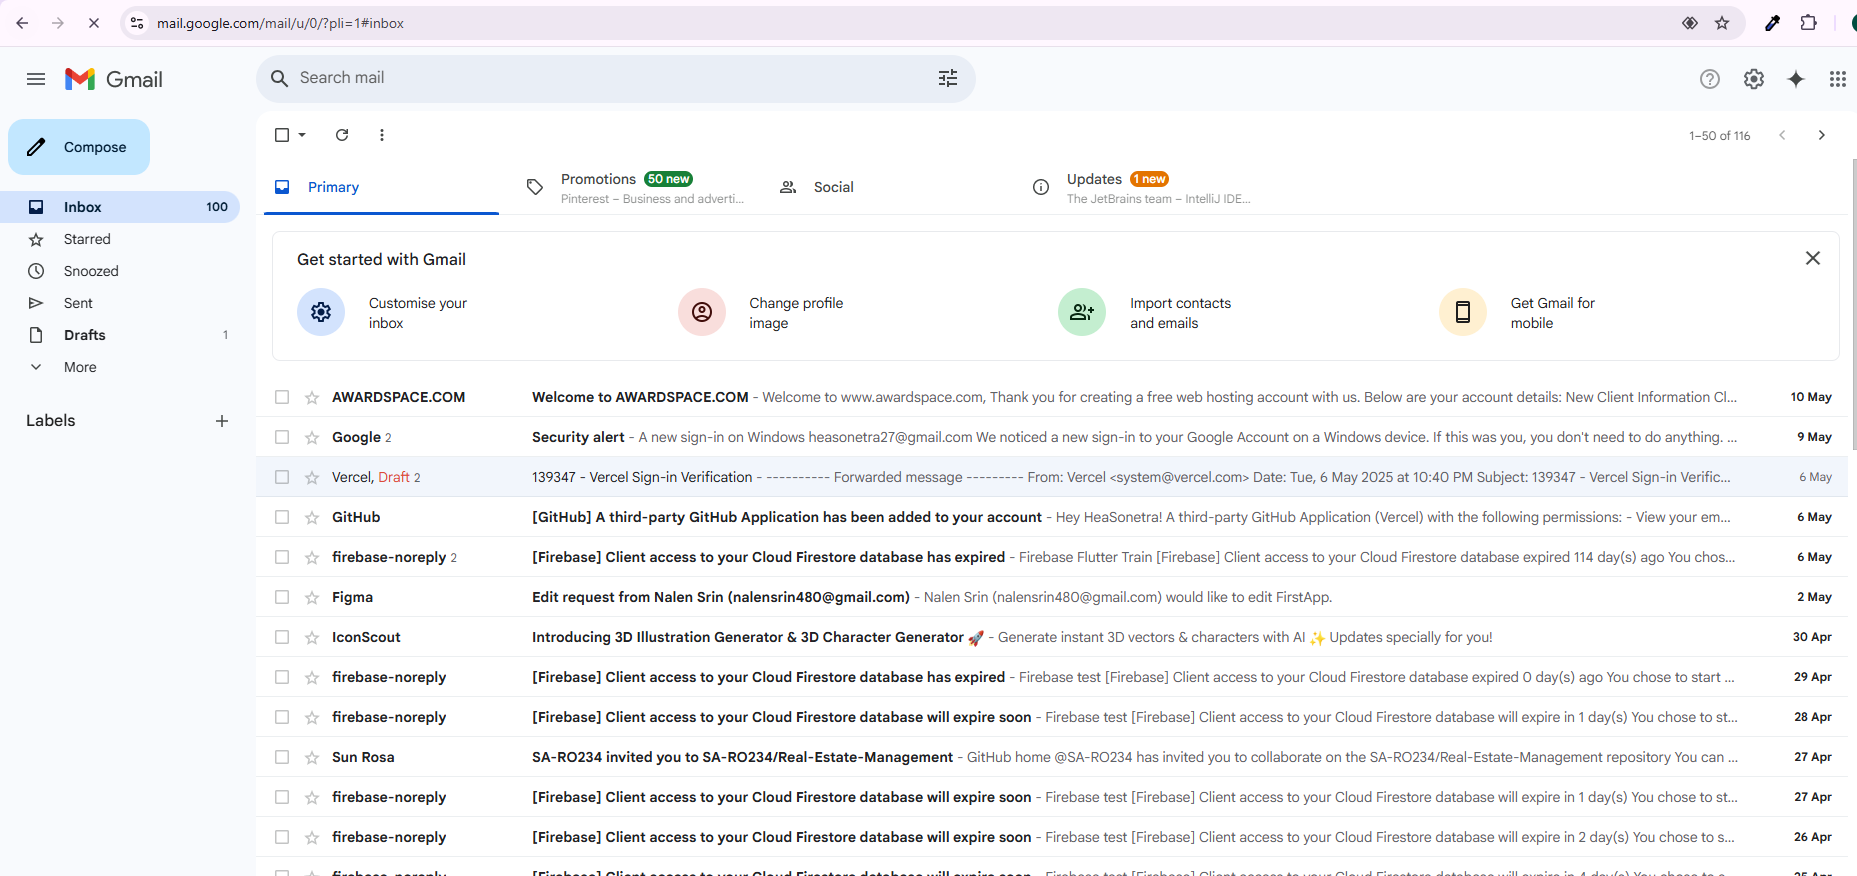 mail.google.com/mail/u/0/?pli=1#inbox
Gmail
Search mail
Compose
1–50 of 116
Inbox 100
Starred
Snoozed
Sent
Drafts 1
More
Labels
Primary
Promotions 50 new
Pinterest – Business and adverti...
Social
Updates 1 new
The JetBrains team – IntelliJ IDE...
Get started with Gmail
Customise your
inbox
Change profile
image
Import contacts
and emails
Get Gmail for
mobile
AWARDSPACE.COM Welcome to AWARDSPACE.COM - Welcome to www.awardspace.com, Thank you for creating a free web hosting account with us. Below are your account details: New Client Information Cl... 10 May
Google 2 Security alert - A new sign-in on Windows heasonetra27@gmail.com We noticed a new sign-in to your Google Account on a Windows device. If this was you, you don't need to do anything. ... 9 May
Vercel, Draft 2 139347 - Vercel Sign-in Verification - ---------- Forwarded message --------- From: Vercel <system@vercel.com> Date: Tue, 6 May 2025 at 10:40 PM Subject: 139347 - Vercel Sign-in Verific... 6 May
GitHub [GitHub] A third-party GitHub Application has been added to your account - Hey HeaSonetra! A third-party GitHub Application (Vercel) with the following permissions: - View your em... 6 May
firebase-noreply 2 [Firebase] Client access to your Cloud Firestore database has expired - Firebase Flutter Train [Firebase] Client access to your Cloud Firestore database expired 114 day(s) ago You chos... 6 May
Figma Edit request from Nalen Srin (nalensrin480@gmail.com) - Nalen Srin (nalensrin480@gmail.com) would like to edit FirstApp. 2 May
IconScout Introducing 3D Illustration Generator & 3D Character Generator 🚀 - Generate instant 3D vectors & characters with AI ✨ Updates specially for you! 30 Apr
firebase-noreply [Firebase] Client access to your Cloud Firestore database has expired - Firebase test [Firebase] Client access to your Cloud Firestore database expired 0 day(s) ago You chose to start ... 29 Apr
firebase-noreply [Firebase] Client access to your Cloud Firestore database will expire soon - Firebase test [Firebase] Client access to your Cloud Firestore database will expire in 1 day(s) You chose to st... 28 Apr
Sun Rosa SA-RO234 invited you to SA-RO234/Real-Estate-Management - GitHub home @SA-RO234 has invited you to collaborate on the SA-RO234/Real-Estate-Management repository You can ... 27 Apr
firebase-noreply [Firebase] Client access to your Cloud Firestore database will expire soon - Firebase test [Firebase] Client access to your Cloud Firestore database will expire in 1 day(s) You chose to st... 27 Apr
firebase-noreply [Firebase] Client access to your Cloud Firestore database will expire soon - Firebase test [Firebase] Client access to your Cloud Firestore database will expire in 2 day(s) You chose to s... 26 Apr